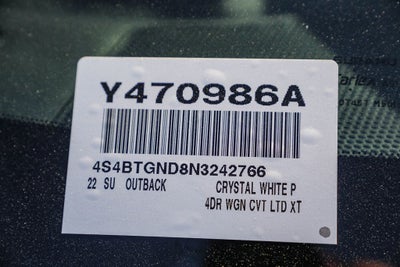 Y470986A
4S4BTGND8N3242766
22 SU OUTBACK CRYSTAL WHITE P
4DR WGN CVT LTD XT